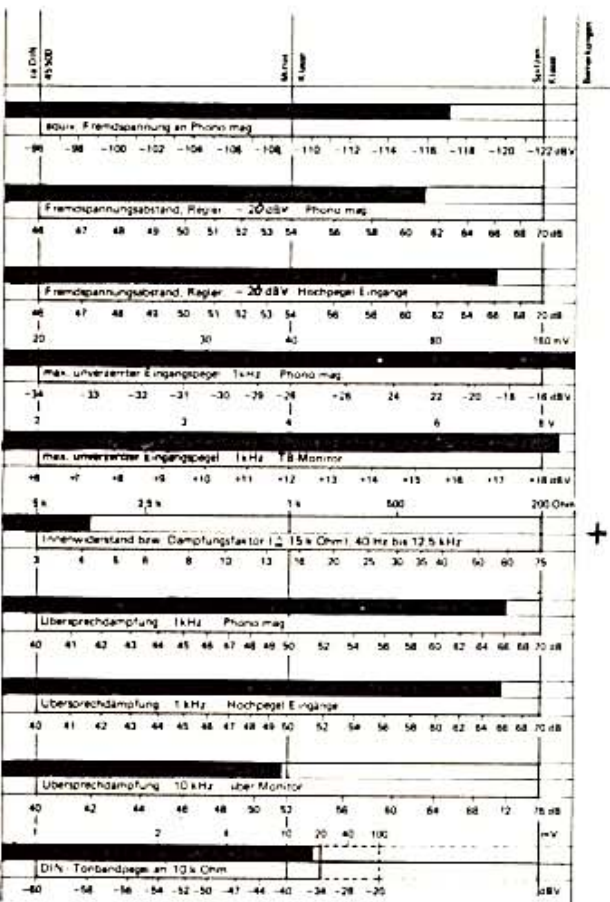 ca DIN
45 500
Mittel
Klasse
Spitzen
Klasse
Bemerkungen
equiv. Fremdspannung an Phono mag
-96 -98 -100 -102 -104 -106 -108 -110 -112 -114 -116 -118 -120 -122 dBV
Fremdspannungsabstand, Regler - 20 dBV Phono mag
46 47 48 49 50 51 52 53 54 56 58 60 62 64 66 68 70 dB
Fremdspannungsabstand, Regler - 20 dBV Hochpegel Eingänge
46 47 48 49 50 51 52 53 54 56 58 60 62 64 66 68 70 dB
20 30 40 80 160 mV
max. unverzerrter Eingangspegel 1kHz Phono mag
-34 -33 -32 -31 -30 -29 -28 -26 24 22 -20 -18 -16 dBV
2 3 4 6 8 V
max. unverzerrter Eingangspegel 1kHz TB-Monitor
+6 +7 +8 +9 +10 +11 +12 +13 +14 +15 +16 +17 +18 dBV
5 k 2,5 k 1 k 500 200 Ohm
Innenwiderstand bzw. Dämpfungsfaktor (≙ 15 k Ohm) 40 Hz bis 12,5 kHz
3 4 5 6 8 10 13 16 20 25 30 35 40 50 60 75
+
Übersprechdämpfung 1kHz Phono mag
40 41 42 43 44 45 46 47 48 49 50 52 54 56 58 60 62 64 66 68 70 dB
Übersprechdämpfung 1 kHz Hochpegel Eingänge
40 41 42 43 44 45 46 47 48 49 50 52 54 56 58 60 62 64 66 68 70 dB
Übersprechdämpfung 10 kHz über Monitor
40 42 44 46 48 50 52 56 60 64 68 72 76 dB
1 2 4 10 20 40 100 mV
DIN - Tonbandpegel an 10 k Ohm
-60 -58 -56 -54 -52 -50 -47 -44 -40 -34 -28 -20 dBV